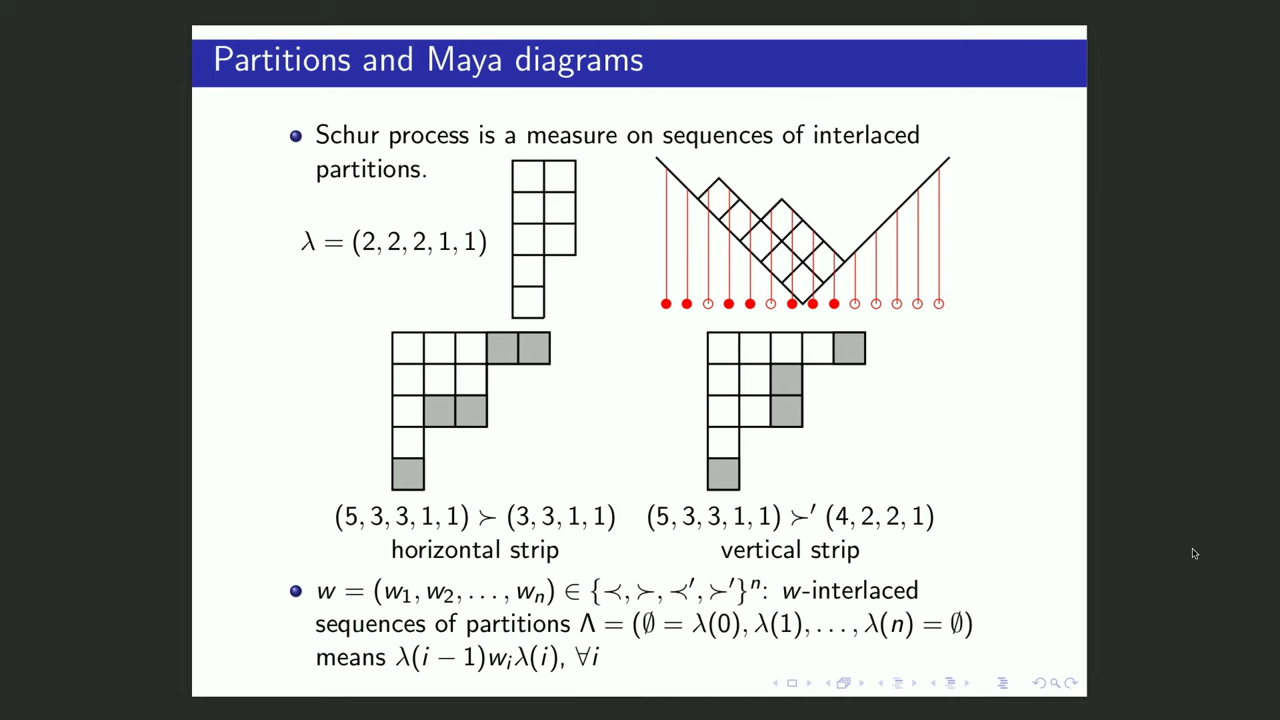 Partitions and Maya diagrams
Schur process is a measure on sequences of interlaced
partitions.
λ = (2, 2, 2, 1, 1)
(5, 3, 3, 1, 1) ≻ (3, 3, 1, 1)
horizontal strip
(5, 3, 3, 1, 1) ≻′ (4, 2, 2, 1)
vertical strip
w = (w₁, w₂, . . . , wₙ) ∈ {≺, ≻, ≺′, ≻′}ⁿ: w-interlaced
sequences of partitions Λ = (∅ = λ(0), λ(1), . . . , λ(n) = ∅)
means λ(i − 1)wᵢλ(i), ∀i